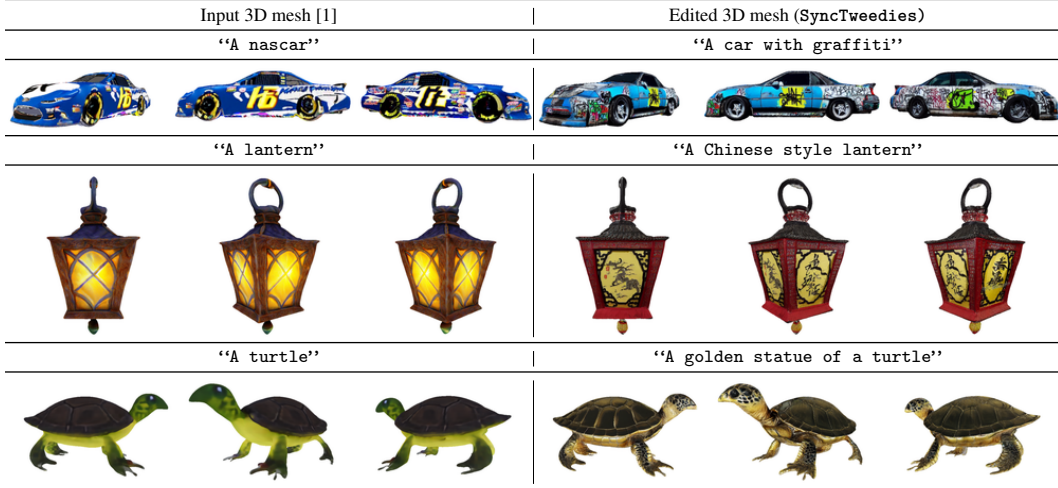 Input 3D mesh [1]
Edited 3D mesh (SyncTweedies)
“A nascar”
“A car with graffiti”
“A lantern”
“A Chinese style lantern”
“A turtle”
“A golden statue of a turtle”